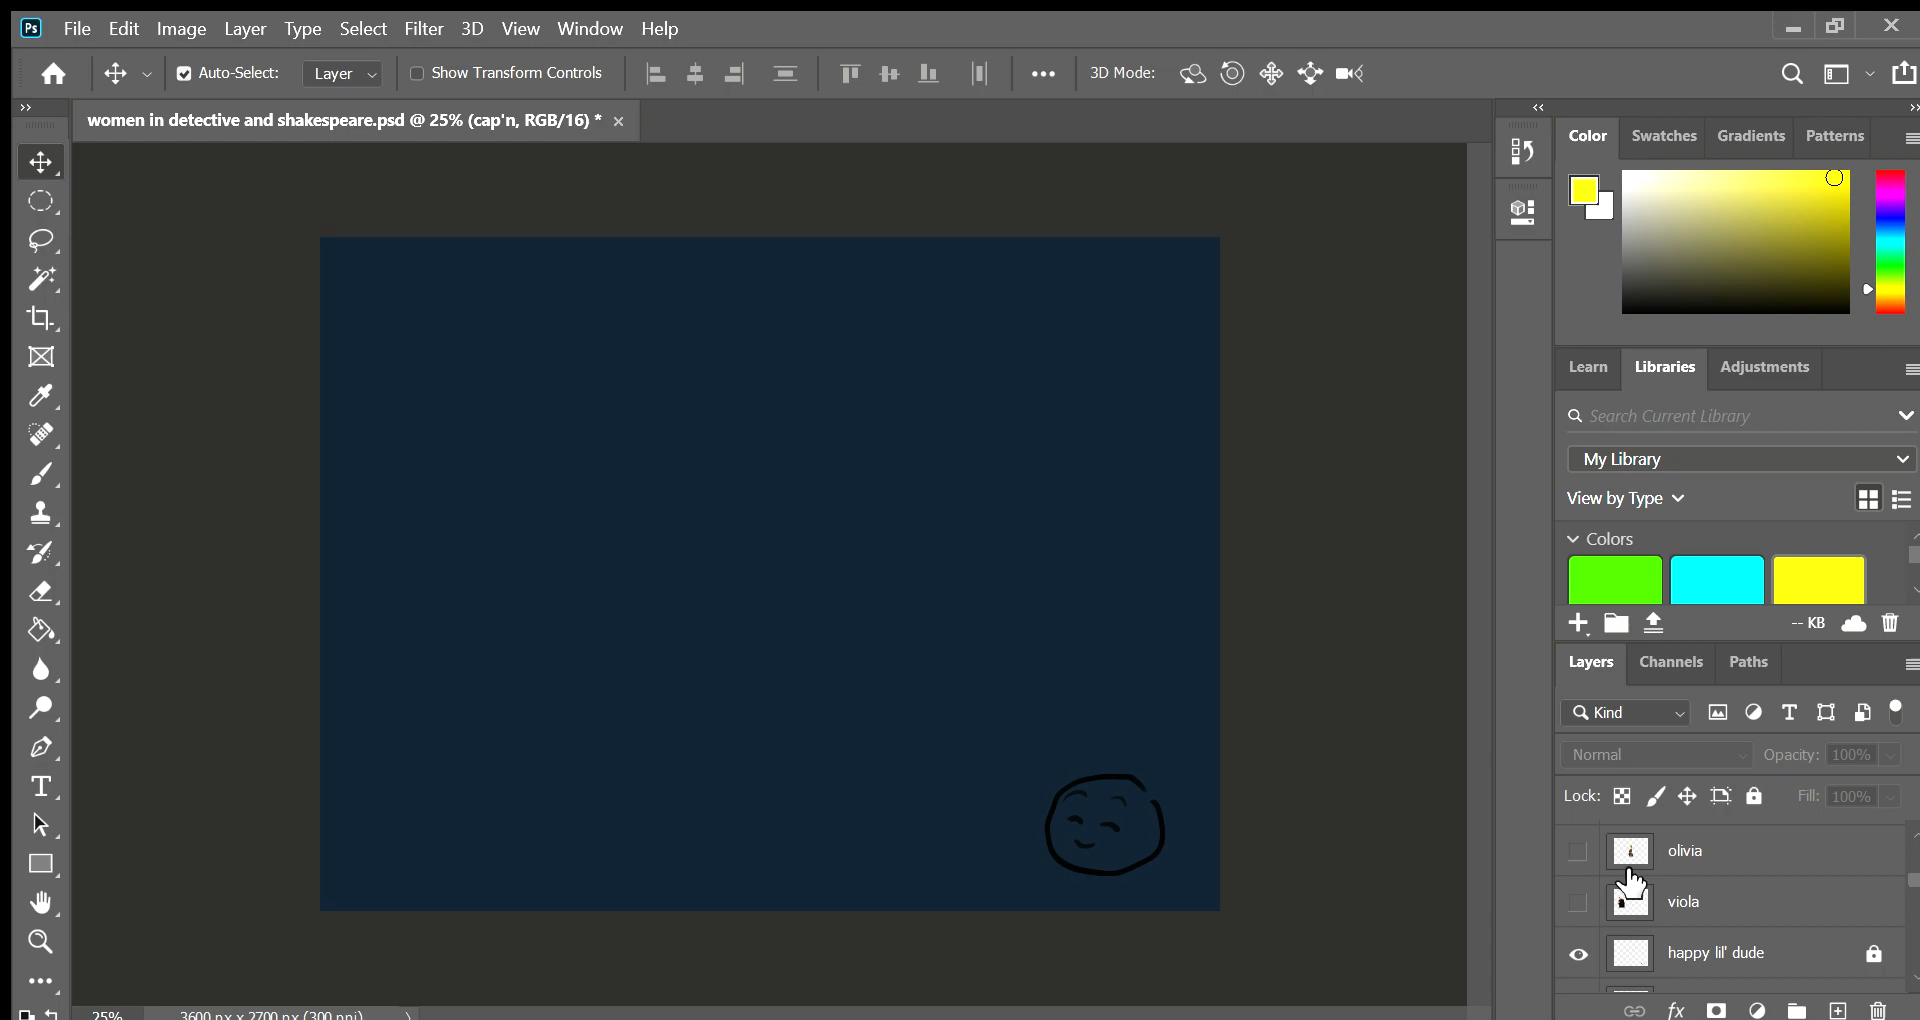 Ps File Edit Image Layer Type Select Filter 3D View Window Help
Auto-Select: Layer Show Transform Controls 3D Mode:
women in detective and shakespeare.psd @ 25% (cap'n, RGB/16) *
Color Swatches Gradients Patterns
Learn Libraries Adjustments
Search Current Library
My Library
View by Type
Colors
-- KB
Layers Channels Paths
Kind
Normal Opacity: 100%
Lock: Fill: 100%
olivia
viola
happy lil' dude
25% 3600 px x 2700 px (300 ppi)